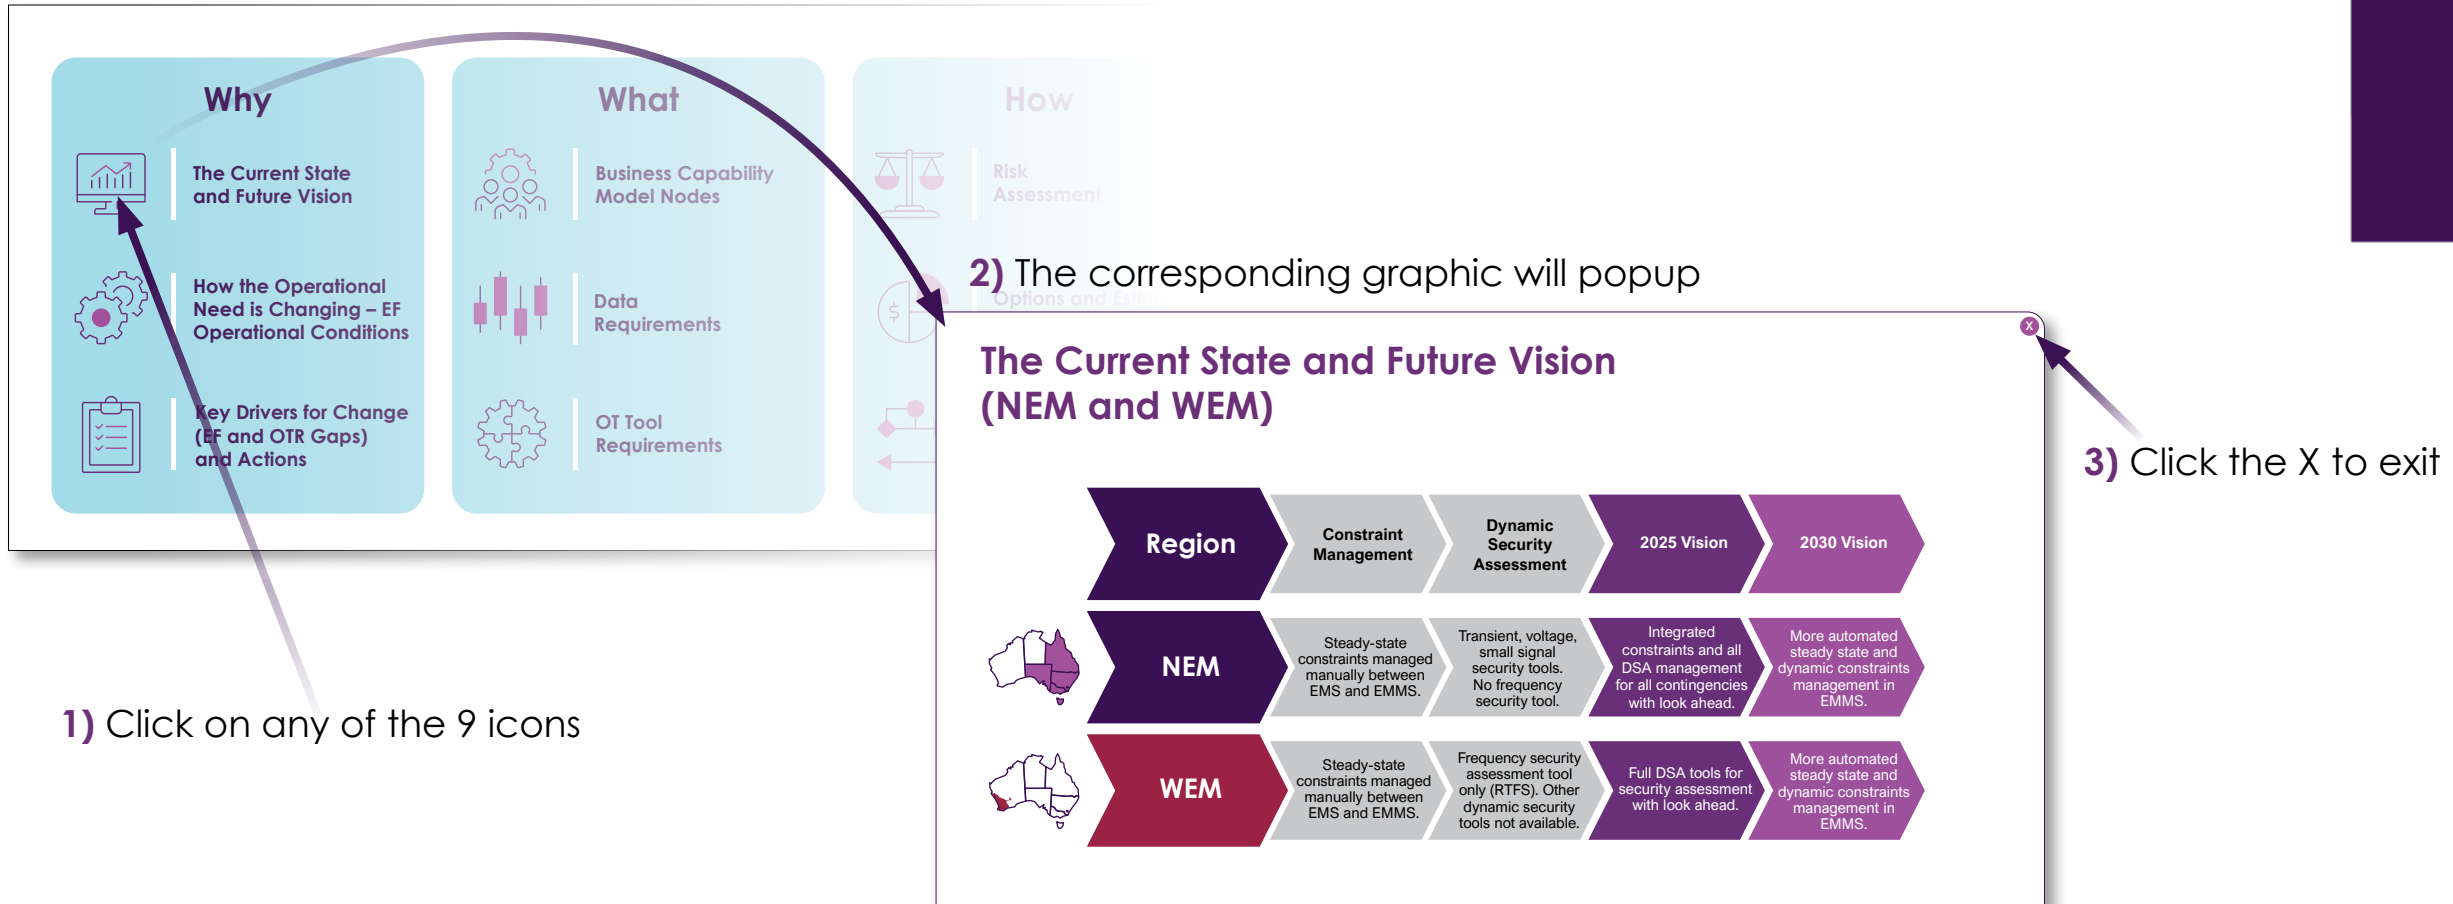 Why
The Current State
and Future Vision
How the Operational
Need is Changing – EF
Operational Conditions
Key Drivers for Change
(EF and OTR Gaps)
and Actions
What
Business Capability
Model Nodes
Data
Requirements
OT Tool
Requirements
How
Risk
Assessment
$
Options and
1) Click on any of the 9 icons
2) The corresponding graphic will popup
X
3) Click the X to exit
The Current State and Future Vision
(NEM and WEM)
Region
Constraint
Management
Dynamic
Security
Assessment
2025 Vision
2030 Vision
NEM
Steady-state
constraints managed
manually between
EMS and EMMS.
Transient, voltage,
small signal
security tools.
No frequency
security tool.
Integrated
constraints and all
DSA management
for all contingencies
with look ahead.
More automated
steady state and
dynamic constraints
management in
EMMS.
WEM
Steady-state
constraints managed
manually between
EMS and EMMS.
Frequency security
assessment tool
only (RTFS). Other
dynamic security
tools not available.
Full DSA tools for
security assessment
with look ahead.
More automated
steady state and
dynamic constraints
management in
EMMS.